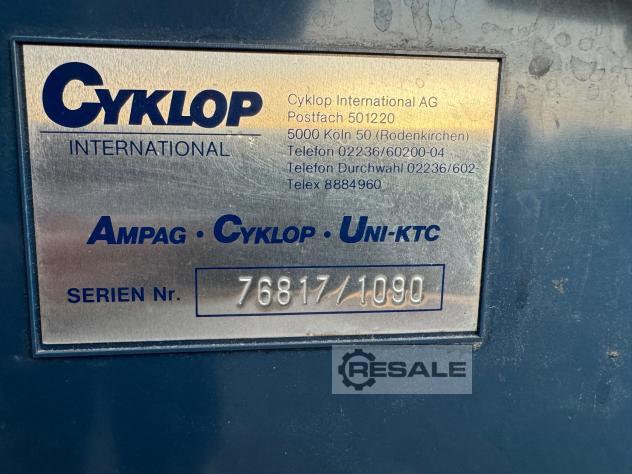 CYKLOP
INTERNATIONAL
Cyklop International AG
Postfach 501220
5000 Köln 50 (Rodenkirchen)
Telefon 02236/60200-04
Telefon Durchwahl 02236/602-
Telex 8884960
AMPAG · CYKLOP · UNI-KTC
SERIEN Nr. 76817/1090
RESALE